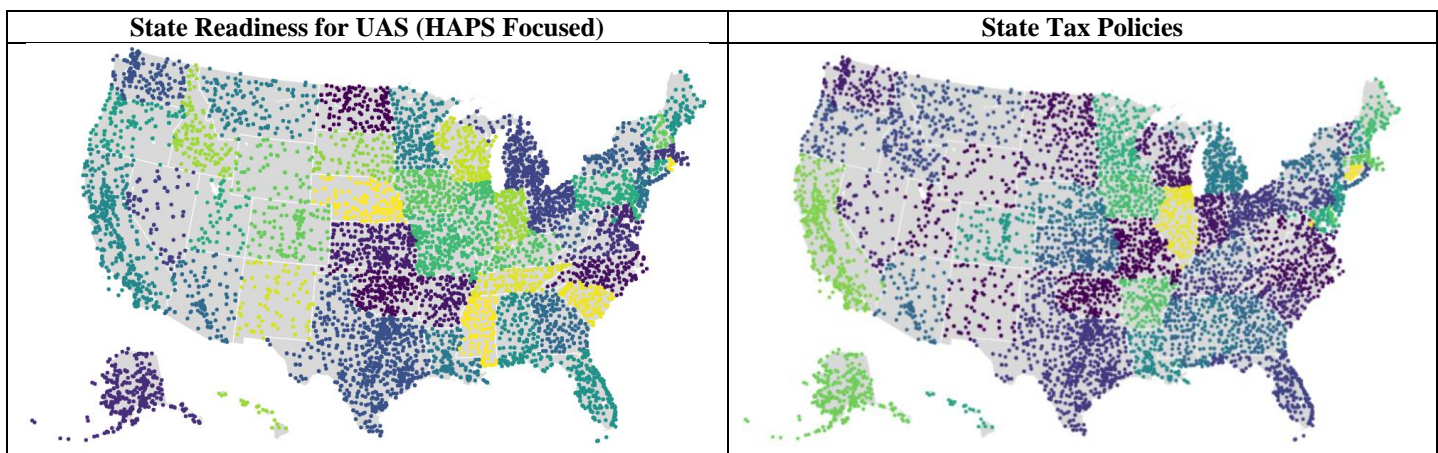 State Readiness for UAS (HAPS Focused)
State Tax Policies